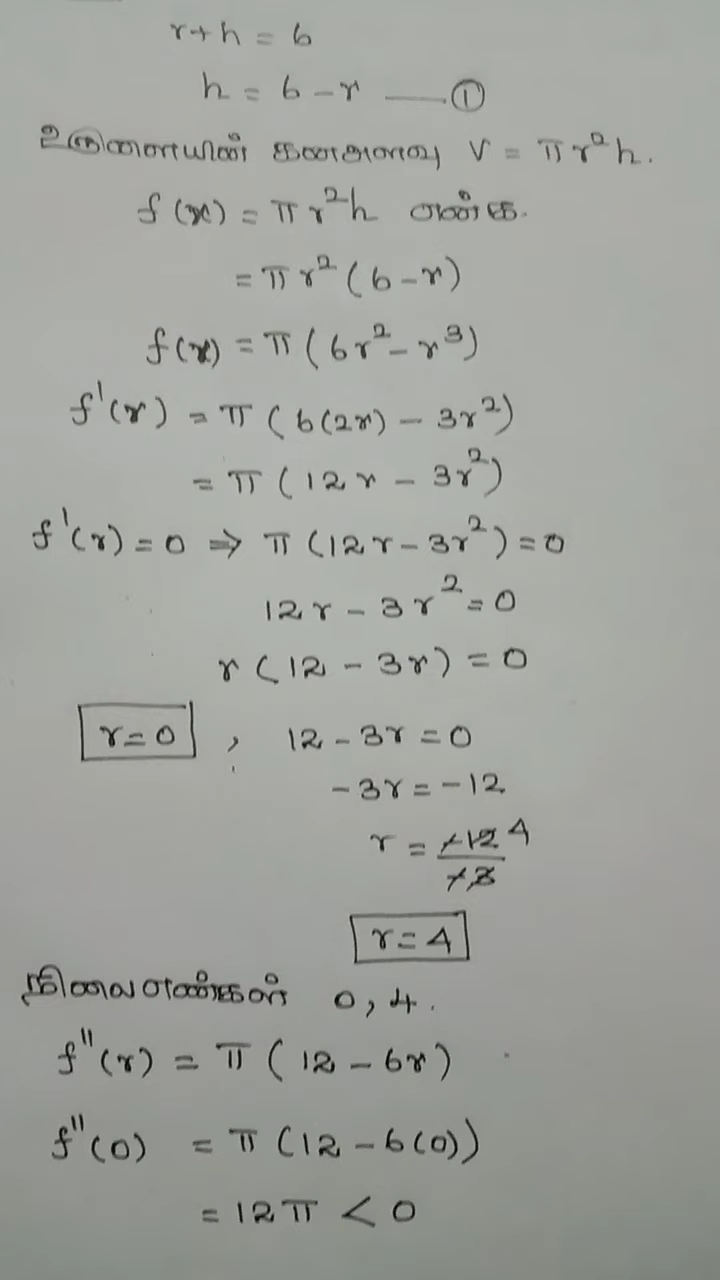 r+h = 6
h = 6 - r —— ①
உருளையின் கனஅளவு V = πr²h.
f(r) = πr²h என்க.
= πr²(6-r)
f(r) = π(6r² - r³)
f'(r) = π(6(2r) - 3r²)
= π(12r - 3r²)
f'(r) = 0 ⇒ π(12r - 3r²) = 0
12r - 3r² = 0
r(12 - 3r) = 0
r = 0 , 12 - 3r = 0
-3r = -12
r = -12/-3 4
r = 4
நிலைஎண்கள் 0, 4.
f''(r) = π(12 - 6r)
f''(0) = π(12 - 6(0))
= 12π < 0